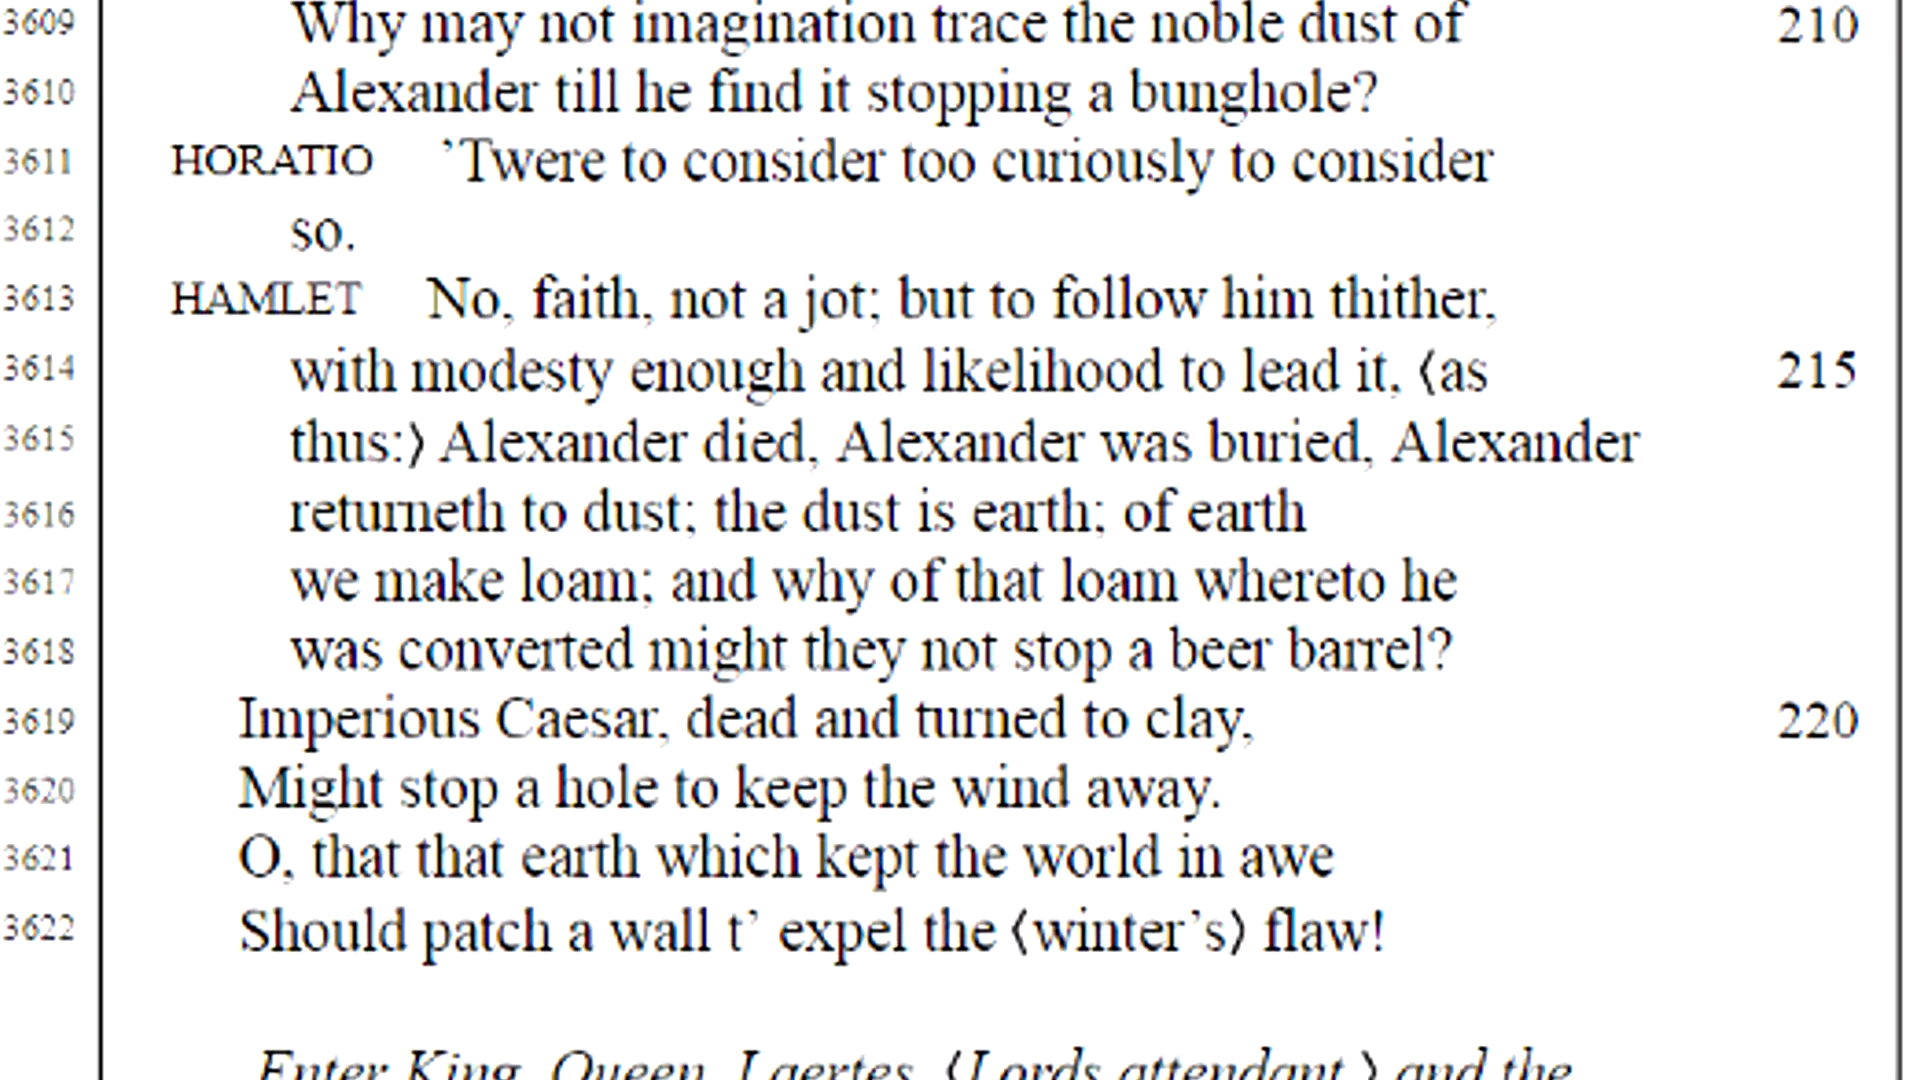 3609 Why may not imagination trace the noble dust of 210
3610 Alexander till he find it stopping a bunghole?
3611 HORATIO ’Twere to consider too curiously to consider
3612 so.
3613 HAMLET No, faith, not a jot; but to follow him thither,
3614 with modesty enough and likelihood to lead it, ⟨as 215
3615 thus:⟩ Alexander died, Alexander was buried, Alexander
3616 returneth to dust; the dust is earth; of earth
3617 we make loam; and why of that loam whereto he
3618 was converted might they not stop a beer barrel?
3619 Imperious Caesar, dead and turned to clay, 220
3620 Might stop a hole to keep the wind away.
3621 O, that that earth which kept the world in awe
3622 Should patch a wall t’ expel the ⟨winter’s⟩ flaw!
Enter King, Queen, Laertes, ⟨Lords attendant,⟩ and the